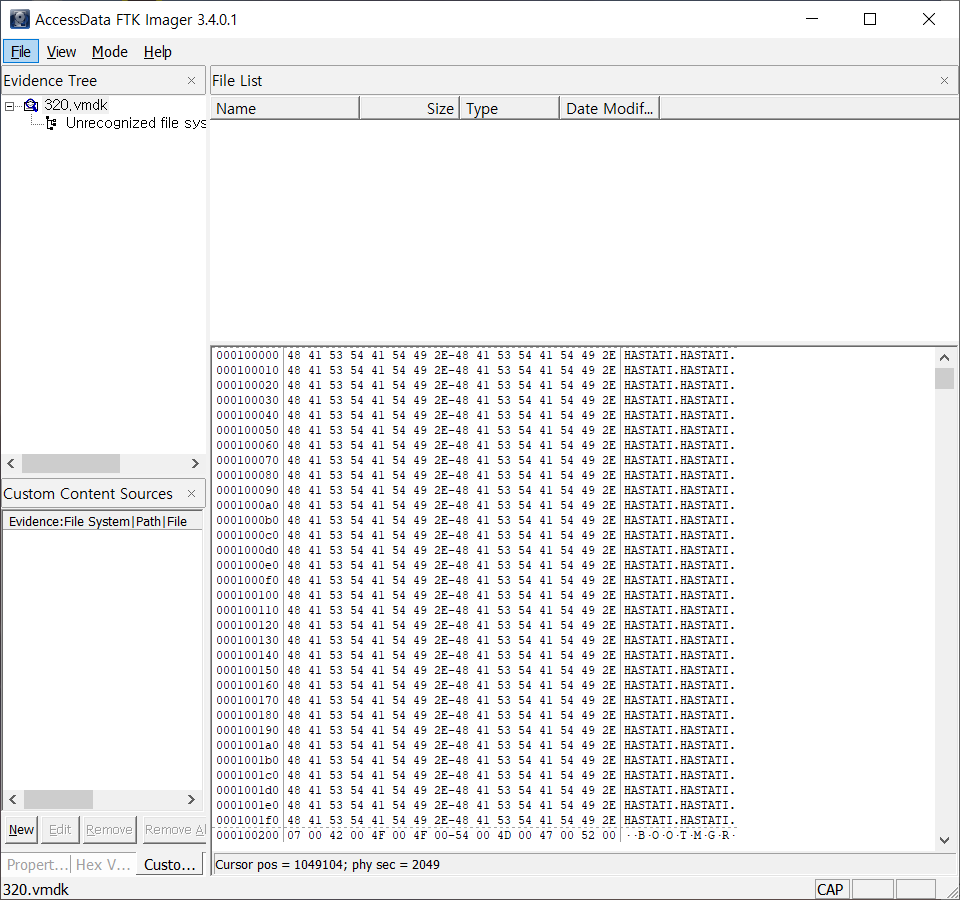 AccessData FTK Imager 3.4.0.1
File View Mode Help
Evidence Tree
320.vmdk
Unrecognized file sys
File List
Name Size Type Date Modif...
000100000 48 41 53 54 41 54 49 2E-48 41 53 54 41 54 49 2E HASTATI.HASTATI.
000100010 48 41 53 54 41 54 49 2E-48 41 53 54 41 54 49 2E HASTATI.HASTATI.
000100020 48 41 53 54 41 54 49 2E-48 41 53 54 41 54 49 2E HASTATI.HASTATI.
000100030 48 41 53 54 41 54 49 2E-48 41 53 54 41 54 49 2E HASTATI.HASTATI.
000100040 48 41 53 54 41 54 49 2E-48 41 53 54 41 54 49 2E HASTATI.HASTATI.
000100050 48 41 53 54 41 54 49 2E-48 41 53 54 41 54 49 2E HASTATI.HASTATI.
000100060 48 41 53 54 41 54 49 2E-48 41 53 54 41 54 49 2E HASTATI.HASTATI.
000100070 48 41 53 54 41 54 49 2E-48 41 53 54 41 54 49 2E HASTATI.HASTATI.
000100080 48 41 53 54 41 54 49 2E-48 41 53 54 41 54 49 2E HASTATI.HASTATI.
000100090 48 41 53 54 41 54 49 2E-48 41 53 54 41 54 49 2E HASTATI.HASTATI.
0001000a0 48 41 53 54 41 54 49 2E-48 41 53 54 41 54 49 2E HASTATI.HASTATI.
0001000b0 48 41 53 54 41 54 49 2E-48 41 53 54 41 54 49 2E HASTATI.HASTATI.
0001000c0 48 41 53 54 41 54 49 2E-48 41 53 54 41 54 49 2E HASTATI.HASTATI.
0001000d0 48 41 53 54 41 54 49 2E-48 41 53 54 41 54 49 2E HASTATI.HASTATI.
0001000e0 48 41 53 54 41 54 49 2E-48 41 53 54 41 54 49 2E HASTATI.HASTATI.
0001000f0 48 41 53 54 41 54 49 2E-48 41 53 54 41 54 49 2E HASTATI.HASTATI.
000100100 48 41 53 54 41 54 49 2E-48 41 53 54 41 54 49 2E HASTATI.HASTATI.
000100110 48 41 53 54 41 54 49 2E-48 41 53 54 41 54 49 2E HASTATI.HASTATI.
000100120 48 41 53 54 41 54 49 2E-48 41 53 54 41 54 49 2E HASTATI.HASTATI.
000100130 48 41 53 54 41 54 49 2E-48 41 53 54 41 54 49 2E HASTATI.HASTATI.
000100140 48 41 53 54 41 54 49 2E-48 41 53 54 41 54 49 2E HASTATI.HASTATI.
000100150 48 41 53 54 41 54 49 2E-48 41 53 54 41 54 49 2E HASTATI.HASTATI.
000100160 48 41 53 54 41 54 49 2E-48 41 53 54 41 54 49 2E HASTATI.HASTATI.
000100170 48 41 53 54 41 54 49 2E-48 41 53 54 41 54 49 2E HASTATI.HASTATI.
000100180 48 41 53 54 41 54 49 2E-48 41 53 54 41 54 49 2E HASTATI.HASTATI.
000100190 48 41 53 54 41 54 49 2E-48 41 53 54 41 54 49 2E HASTATI.HASTATI.
0001001a0 48 41 53 54 41 54 49 2E-48 41 53 54 41 54 49 2E HASTATI.HASTATI.
0001001b0 48 41 53 54 41 54 49 2E-48 41 53 54 41 54 49 2E HASTATI.HASTATI.
0001001c0 48 41 53 54 41 54 49 2E-48 41 53 54 41 54 49 2E HASTATI.HASTATI.
0001001d0 48 41 53 54 41 54 49 2E-48 41 53 54 41 54 49 2E HASTATI.HASTATI.
0001001e0 48 41 53 54 41 54 49 2E-48 41 53 54 41 54 49 2E HASTATI.HASTATI.
0001001f0 48 41 53 54 41 54 49 2E-48 41 53 54 41 54 49 2E HASTATI.HASTATI.
000100200 07 00 42 00 4F 00 4F 00-54 00 4D 00 47 00 52 00 ··B·O·O·T·M·G·R·
Custom Content Sources
Evidence:File System|Path|File
New Edit Remove Remove Al
Propert... Hex V... Custo...
Cursor pos = 1049104; phy sec = 2049
320.vmdk
CAP